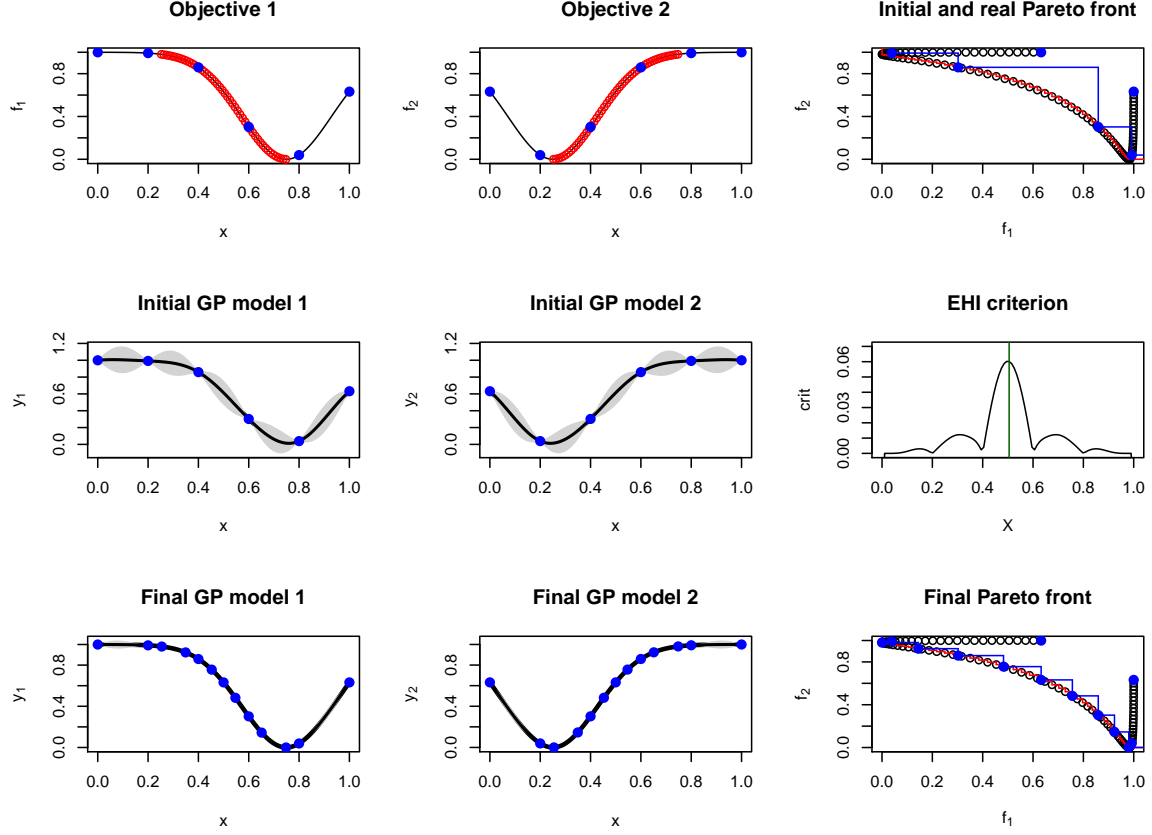 Objective 1
f1
0.0 0.4 0.8
0.0 0.2 0.4 0.6 0.8 1.0
x
Objective 2
f2
0.0 0.4 0.8
0.0 0.2 0.4 0.6 0.8 1.0
x
Initial and real Pareto front
f2
0.0 0.4 0.8
0.0 0.2 0.4 0.6 0.8 1.0
f1
Initial GP model 1
y1
0.0 0.6 1.2
0.0 0.2 0.4 0.6 0.8 1.0
x
Initial GP model 2
y2
0.0 0.6 1.2
0.0 0.2 0.4 0.6 0.8 1.0
x
EHI criterion
crit
0.00 0.03 0.06
0.0 0.2 0.4 0.6 0.8 1.0
X
Final GP model 1
y1
0.0 0.4 0.8
0.0 0.2 0.4 0.6 0.8 1.0
x
Final GP model 2
y2
0.0 0.4 0.8
0.0 0.2 0.4 0.6 0.8 1.0
x
Final Pareto front
f2
0.0 0.4 0.8
0.0 0.2 0.4 0.6 0.8 1.0
f1